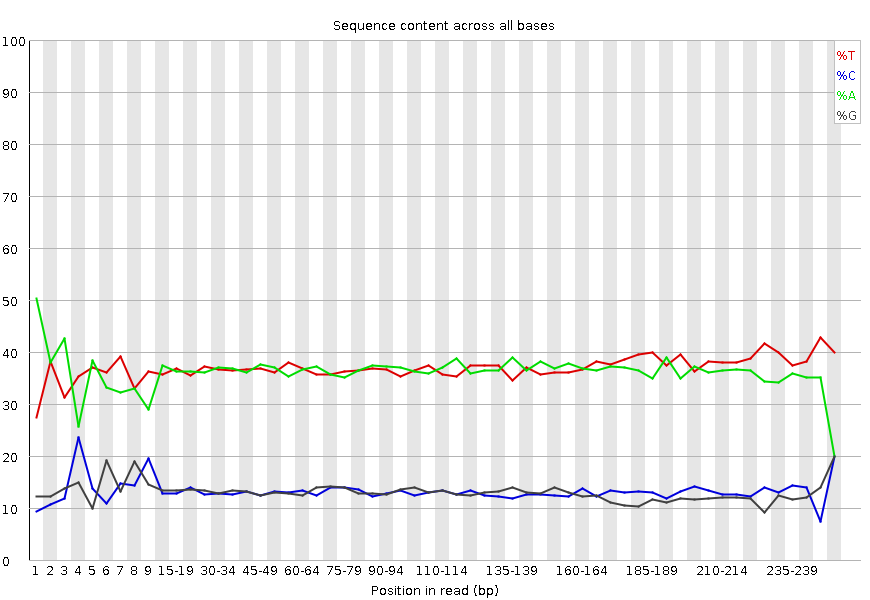 Sequence content across all bases
100
90
80
70
60
50
40
30
20
10
0
%T
%C
%A
%G
1 2 3 4 5 6 7 8 9 15-19 30-34 45-49 60-64 75-79 90-94 110-114 135-139 160-164 185-189 210-214 235-239
Position in read (bp)